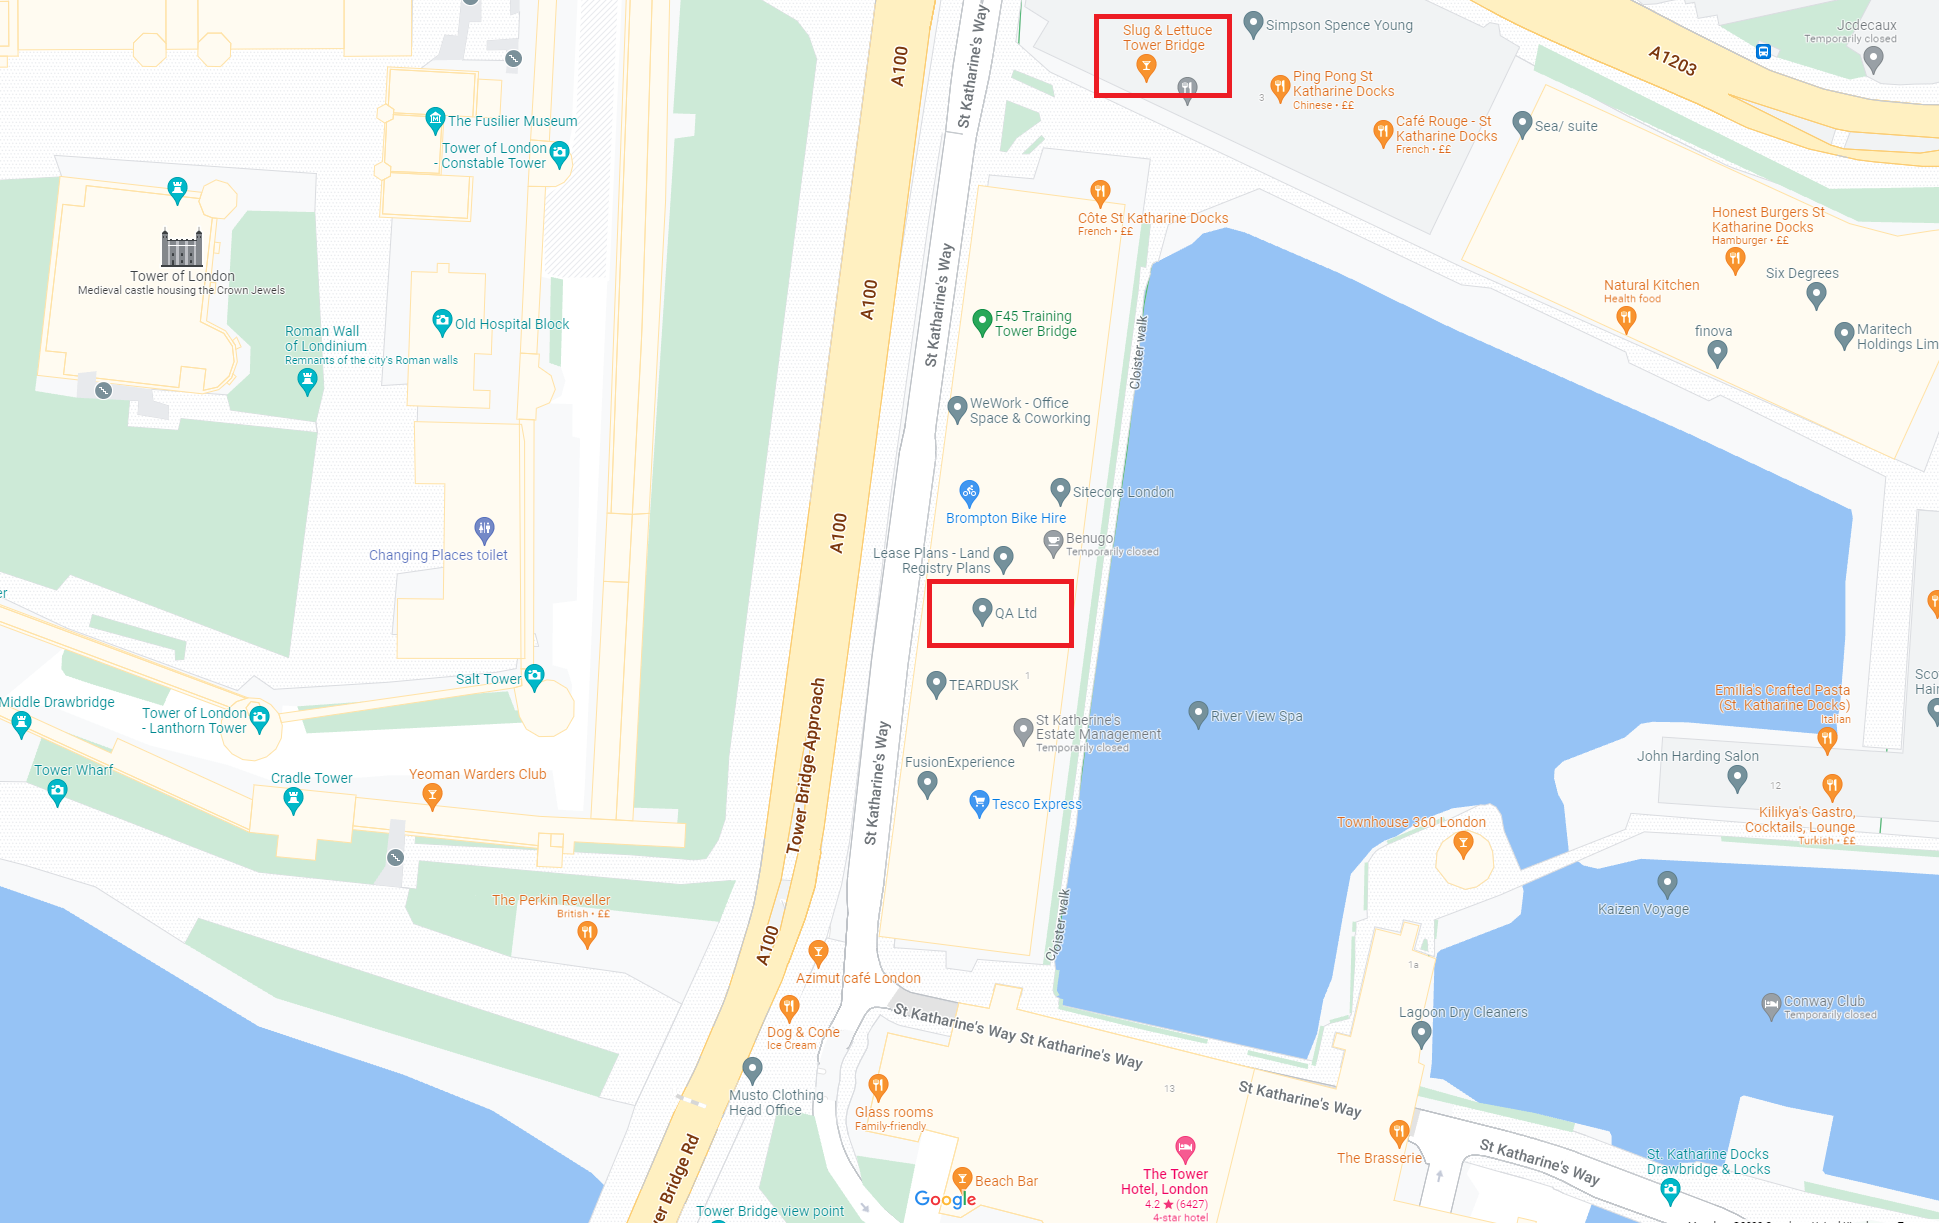 Slug & Lettuce
Tower Bridge
Simpson Spence Young
Jcdecaux
Temporarily closed
A100
St Katharine's Way
A1203
Ping Pong St
Katharine Docks
Chinese • ££
3
Café Rouge - St
Katharine Docks
French • ££
Sea/ suite
The Fusilier Museum
Tower of London
- Constable Tower
Côte St Katharine Docks
French • ££
Honest Burgers St
Katharine Docks
Hamburger • ££
Tower of London
Medieval castle housing the Crown Jewels
A100
St Katharine's Way
Six Degrees
Natural Kitchen
Health food
Roman Wall
of Londinium
Remnants of the city's Roman walls
Old Hospital Block
F45 Training
Tower Bridge
Cloister walk
finova
Maritech
Holdings Lim
WeWork - Office
Space & Coworking
Sitecore London
Brompton Bike Hire
A100
Benugo
Temporarily closed
Changing Places toilet
Lease Plans - Land
Registry Plans
er
QA Ltd
Salt Tower
TEARDUSK
1
Sco
Hair
Emilia's Crafted Pasta
(St. Katharine Docks)
Italian
Middle Drawbridge
Tower of London
- Lanthorn Tower
St Katherine's
Estate Management
Temporarily closed
River View Spa
Tower Bridge Approach
St Katharine's Way
John Harding Salon
12
Tower Wharf
Cradle Tower
Yeoman Warders Club
FusionExperience
Tesco Express
Kilikya's Gastro,
Cocktails, Lounge
Turkish • ££
Townhouse 360 London
The Perkin Reveller
British • ££
Kaizen Voyage
A100
Cloister walk
1a
Azimut café London
Conway Club
Temporarily closed
Lagoon Dry Cleaners
St Katharine's Way St Katharine's Way
Dog & Cone
Ice Cream
Musto Clothing
Head Office
13
St Katharine's Way
Glass rooms
Family-friendly
The Brasserie
St Katharine's Way
St. Katharine Docks
Drawbridge & Locks
wer Bridge Rd
The Tower
Hotel, London
4.2 ★ (6427)
4-star hotel
Beach Bar
Google
Tower Bridge view point